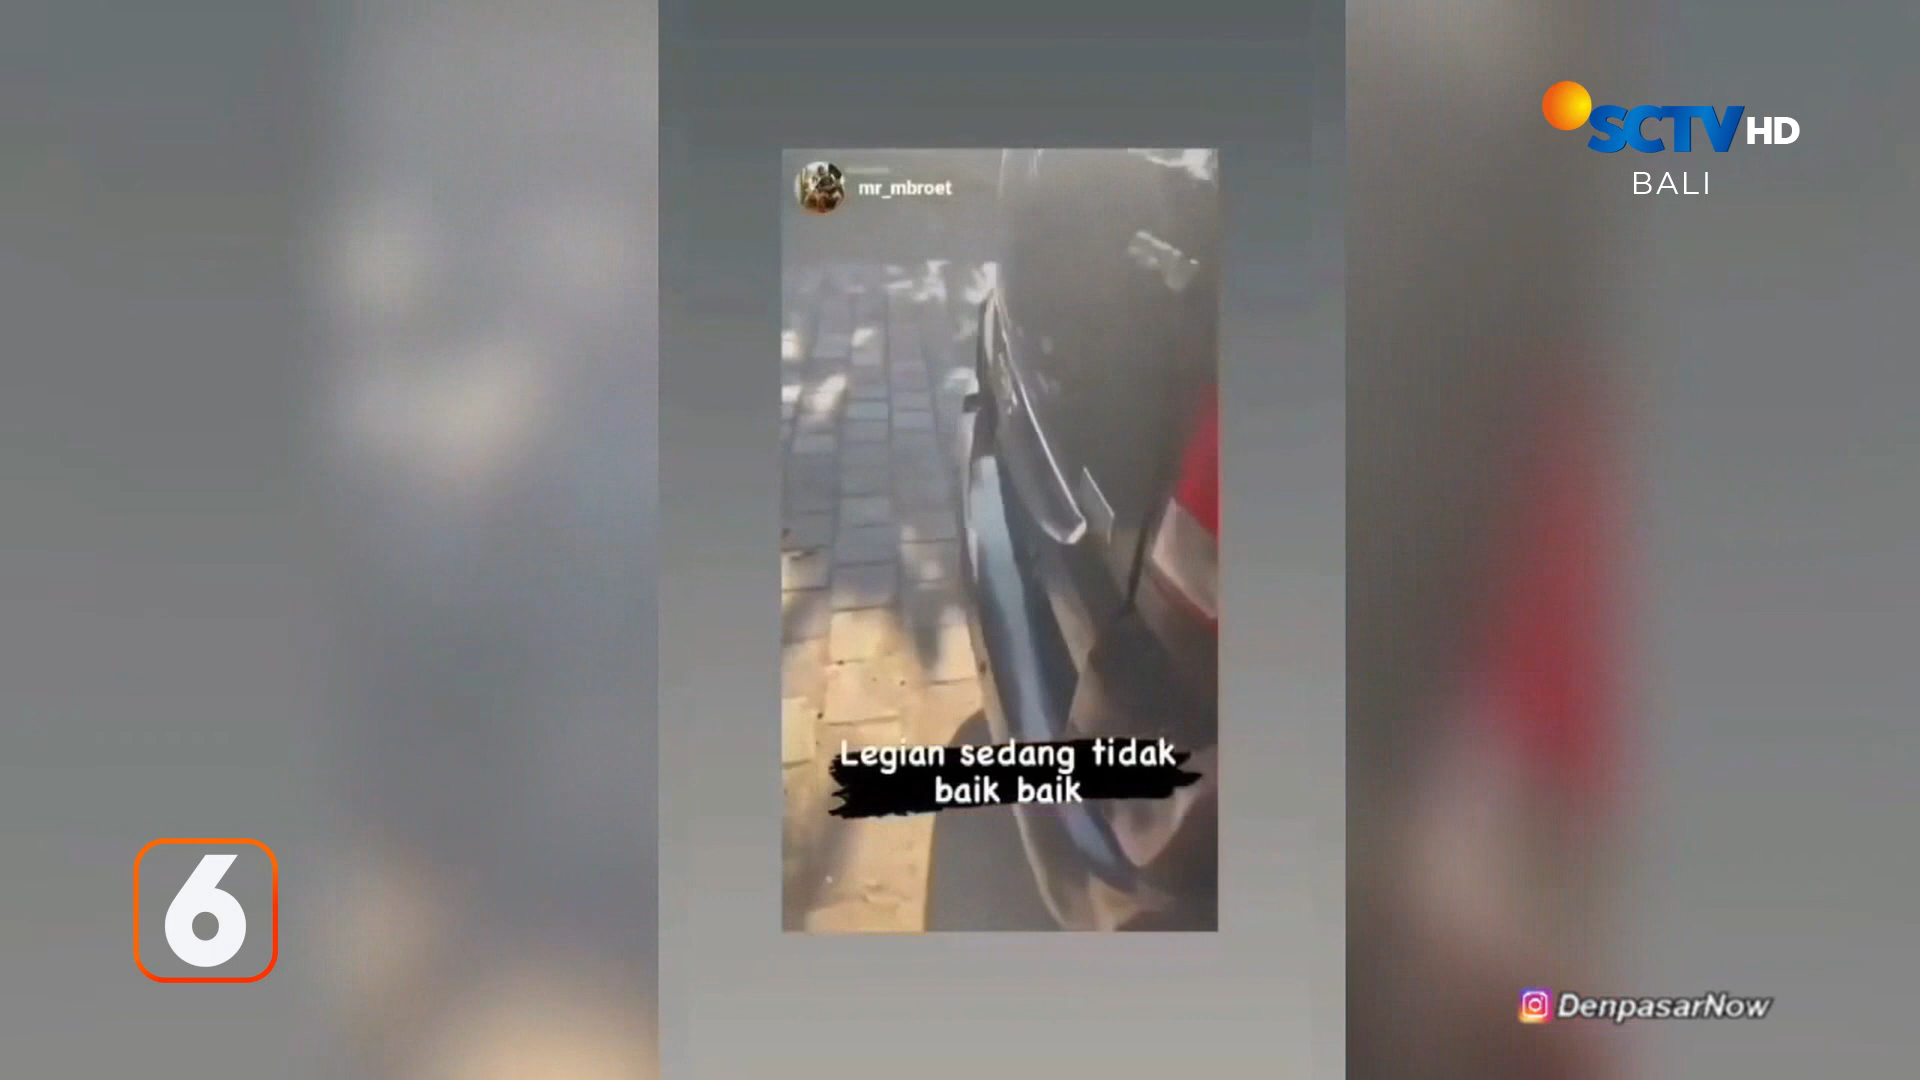 SCTV HD
BALI
mr_mbroet
Legian sedang tidak
baik baik
6
DenpasarNow